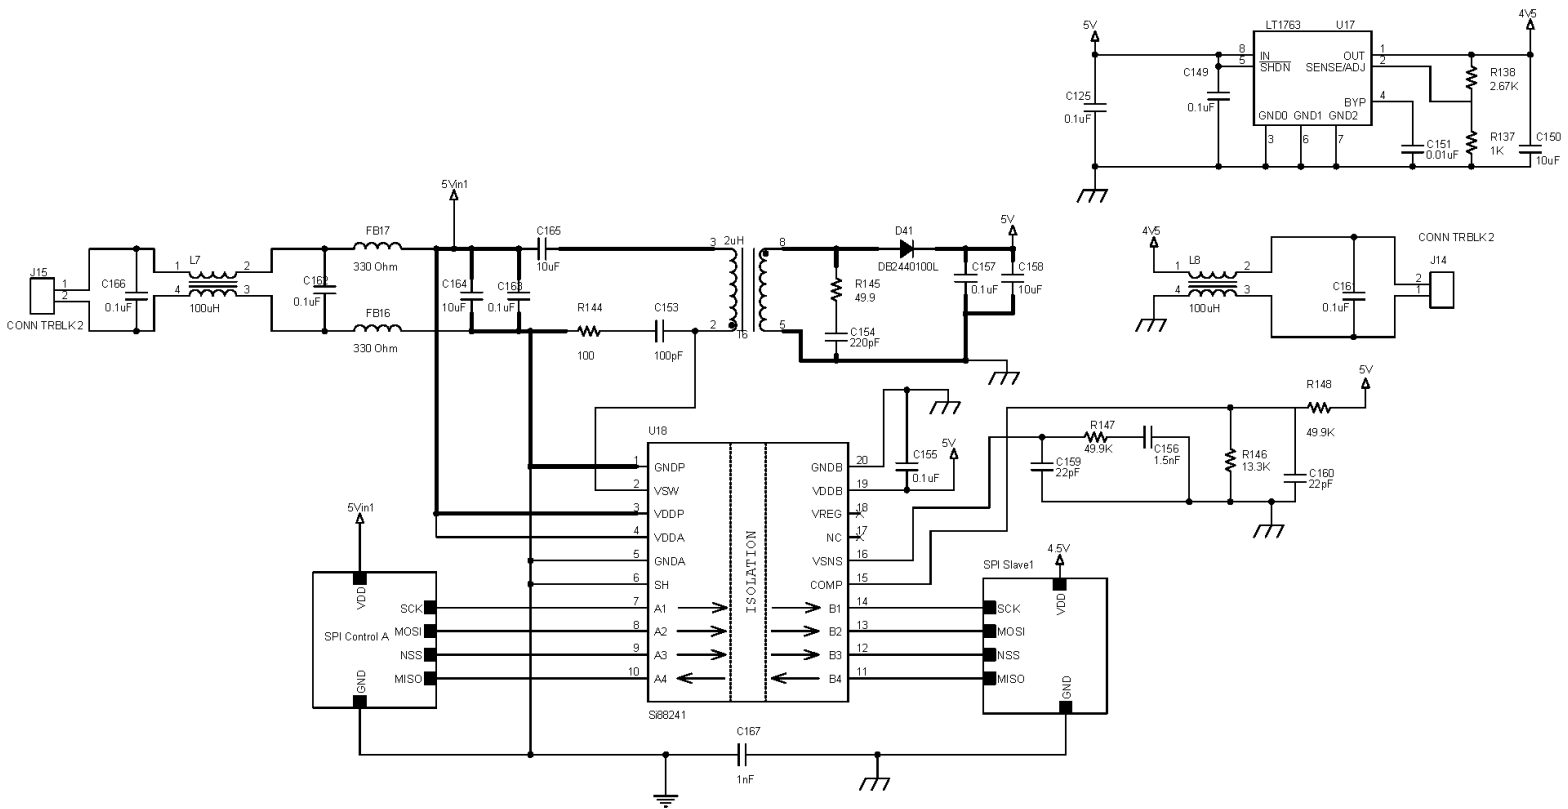 5V
LT1763 U17
4V5
8 IN
5 SHDN
OUT 1
SENSE/ADJ 2
BYP 4
GND0 GND1 GND2
3 6 7
C149
0.1uF
C125
0.1uF
R138
2.67K
R137
1K
C151
0.01uF
C150
10uF
5Vin1
J15
1
2
CONN TRBLK2
C166
0.1uF
L7
1 2
4 3
100uH
C162
0.1uF
FB17
330 Ohm
FB16
330 Ohm
C164
10uF
C163
0.1uF
C165
10uF
R144
100
C153
100pF
3 2uH 8
2 T6 5
R145
49.9
C154
220pF
D41
DB2440100L
C157
0.1uF
C158
10uF
5V
4V5
L8
1 2
4 3
100uH
C161
0.1uF
CONN TRBLK2
J14
2
1
U18
1 GNDP
2 VSW
3 VDDP
4 VDDA
5 GNDA
6 SH
7 A1
8 A2
9 A3
10 A4
ISOLATION
GNDB 20
VDDB 19
VREG 18
NC 17
VSNS 16
COMP 15
B1 14
B2 13
B3 12
B4 11
Si88241
C155
0.1uF
5V
R147
49.9K
C156
1.5nF
C159
22pF
R146
13.3K
C160
22pF
R148
49.9K
5V
5Vin1
VDD
SPI Control A
SCK
MOSI
NSS
MISO
GND
4.5V
SPI Slave1
VDD
SCK
MOSI
NSS
MISO
GND
C167
1nF